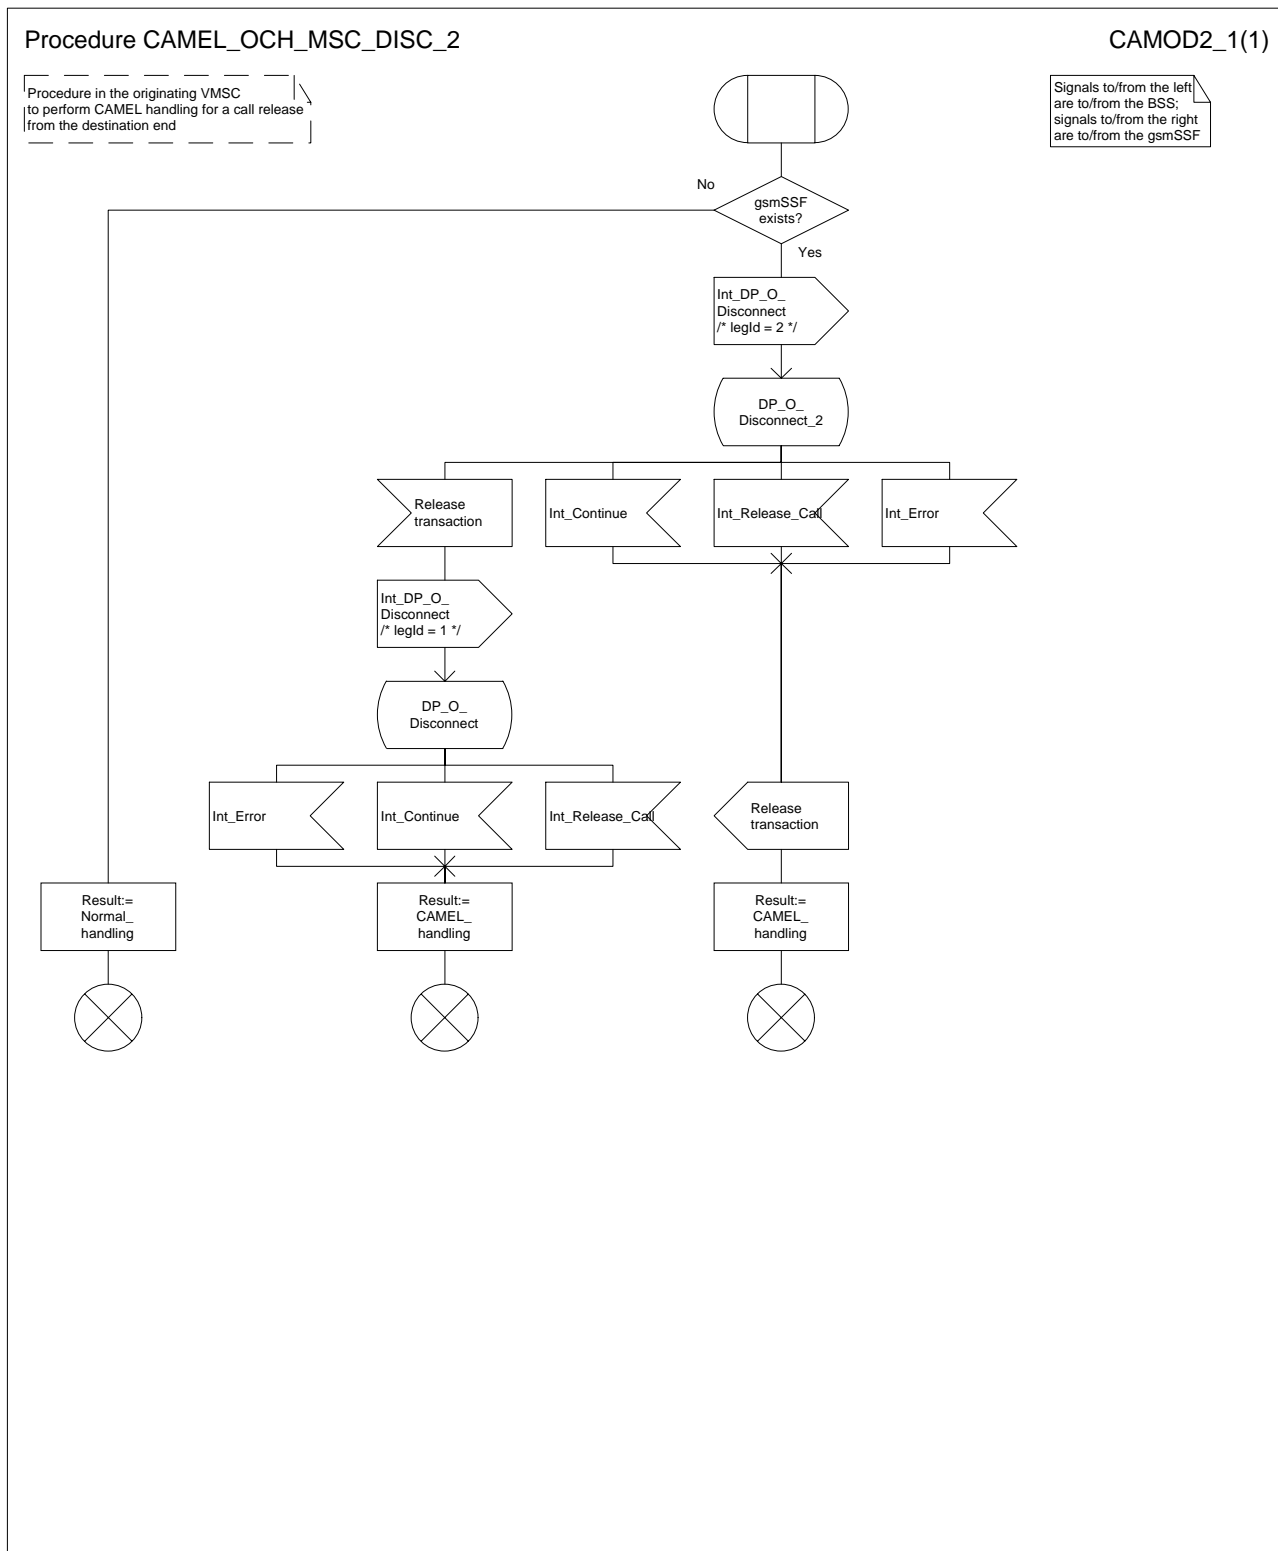 Procedure CAMEL_OCH_MSC_DISC_2
CAMOD2_1(1)
Procedure in the originating VMSC
to perform CAMEL handling for a call release
from the destination end
Signals to/from the left
are to/from the BSS;
signals to/from the right
are to/from the gsmSSF
No
gsmSSF
exists?
Yes
Int_DP_O_
Disconnect
/* legId = 2 */
DP_O_
Disconnect_2
Release
transaction
Int_Continue
Int_Release_Call
Int_Error
Int_DP_O_
Disconnect
/* legId = 1 */
DP_O_
Disconnect
Int_Error
Int_Continue
Int_Release_Call
Release
transaction
Result:=
Normal_
handling
Result:=
CAMEL_
handling
Result:=
CAMEL_
handling